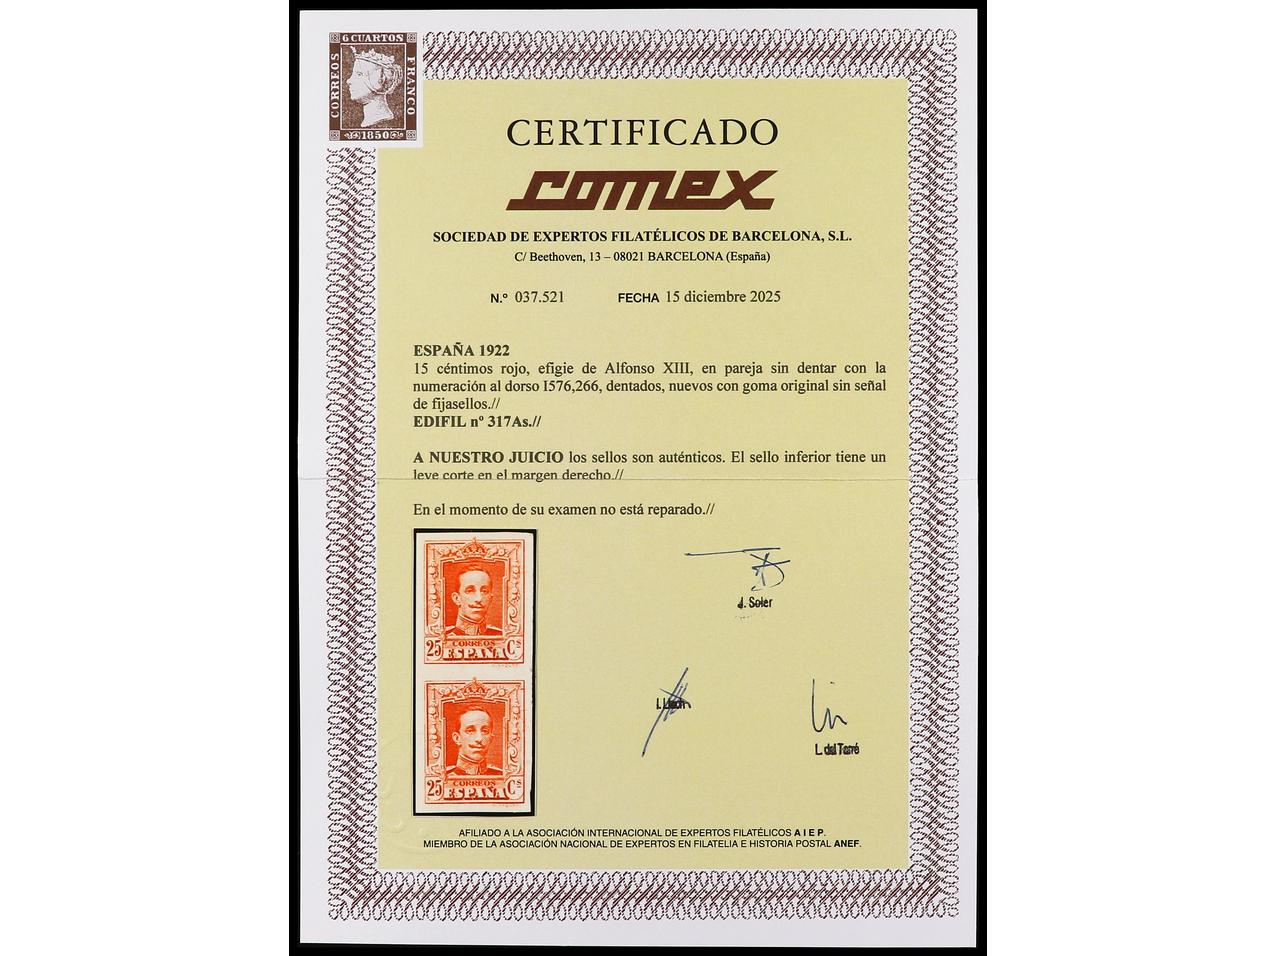 6 CUARTOS
CORREOS
FRANCO
1850
CERTIFICADO
comex
SOCIEDAD DE EXPERTOS FILATÉLICOS DE BARCELONA, S.L.
C/ Beethoven, 13 – 08021 BARCELONA (España)
N.º 037.521 FECHA 15 diciembre 2025
ESPAÑA 1922
15 céntimos rojo, efigie de Alfonso XIII, en pareja sin dentar con la
numeración al dorso I576,266, dentados, nuevos con goma original sin señal
de fijasellos.//
EDIFIL nº 317As.//
A NUESTRO JUICIO los sellos son auténticos. El sello inferior tiene un
leve corte en el margen derecho.//
En el momento de su examen no está reparado.//
CORREOS
25 ESPAÑA Cs
CORREOS
25 ESPAÑA Cs
J. Soler
L. del Tarré
AFILIADO A LA ASOCIACIÓN INTERNACIONAL DE EXPERTOS FILATÉLICOS A I E P.
MIEMBRO DE LA ASOCIACIÓN NACIONAL DE EXPERTOS EN FILATELIA E HISTORIA POSTAL ANEF.